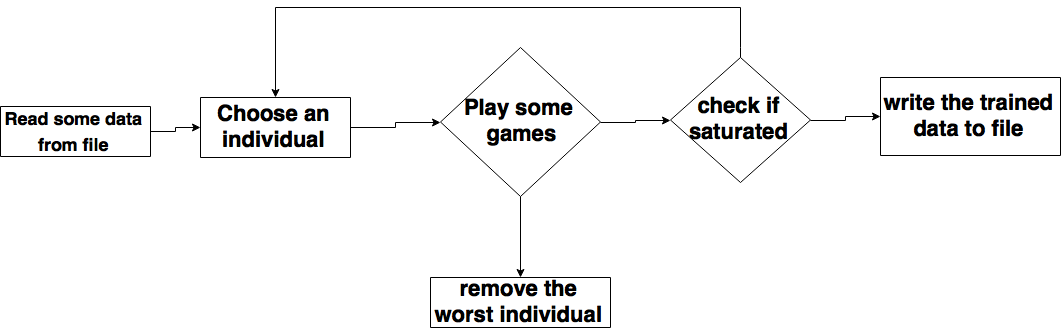 Read some data
from file
Choose an
individual
Play some
games
check if
saturated
write the trained
data to file
remove the
worst individual